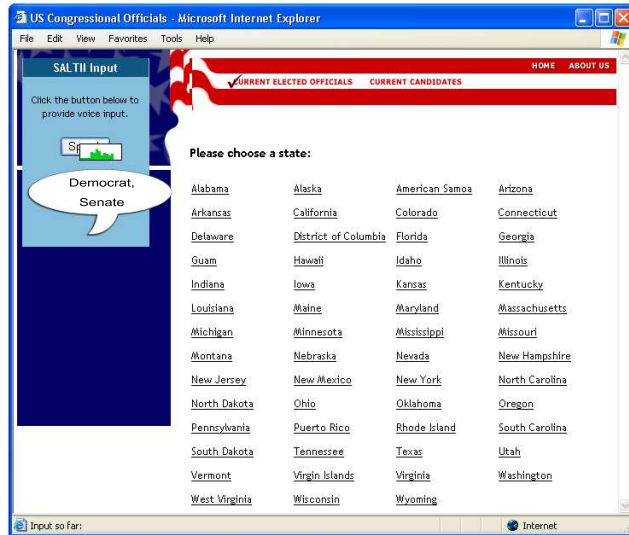 US Congressional Officials - Microsoft Internet Explorer
File Edit View Favorites Tools Help
SALTII Input
Click the button below to
provide voice input.
Democrat,
Senate
HOME ABOUT US
CURRENT ELECTED OFFICIALS CURRENT CANDIDATES
Please choose a state:
Alabama Alaska American Samoa Arizona
Arkansas California Colorado Connecticut
Delaware District of Columbia Florida Georgia
Guam Hawaii Idaho Illinois
Indiana Iowa Kansas Kentucky
Louisiana Maine Maryland Massachusetts
Michigan Minnesota Mississippi Missouri
Montana Nebraska Nevada New Hampshire
New Jersey New Mexico New York North Carolina
North Dakota Ohio Oklahoma Oregon
Pennsylvania Puerto Rico Rhode Island South Carolina
South Dakota Tennessee Texas Utah
Vermont Virgin Islands Virginia Washington
West Virginia Wisconsin Wyoming
Input so far: Internet